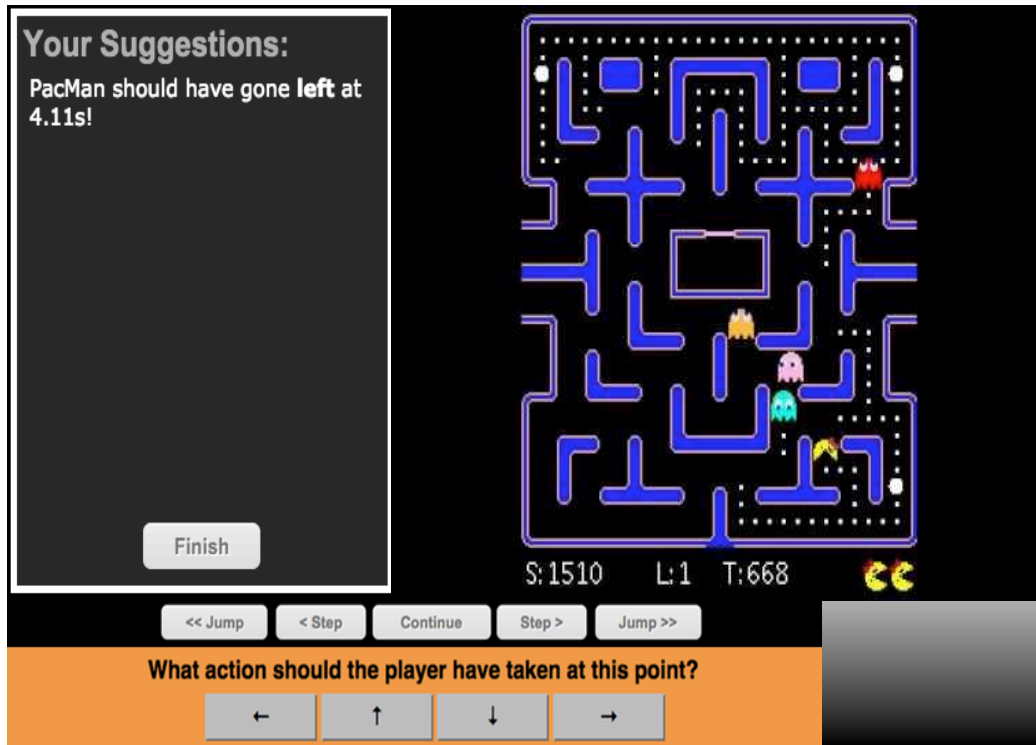 Your Suggestions:
PacMan should have gone left at
4.11s!
Finish
S:1510 L:1 T:668
<< Jump
< Step
Continue
Step >
Jump >>
What action should the player have taken at this point?
← ↑ ↓ →